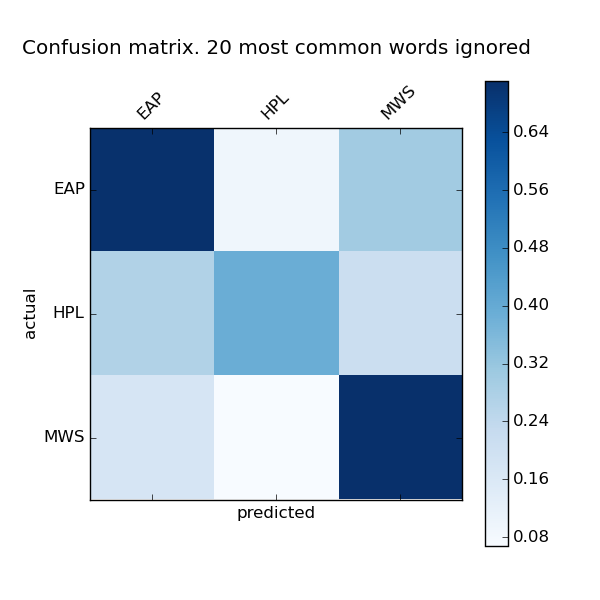 Confusion matrix. 20 most common words ignored
EAP HPL MWS
EAP
HPL
MWS
actual
predicted
0.64
0.56
0.48
0.40
0.32
0.24
0.16
0.08